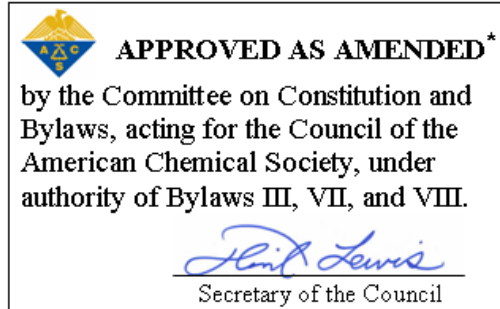 A C S
APPROVED AS AMENDED*
by the Committee on Constitution and
Bylaws, acting for the Council of the
American Chemical Society, under
authority of Bylaws III, VII, and VIII.
Flint Lewis
Secretary of the Council